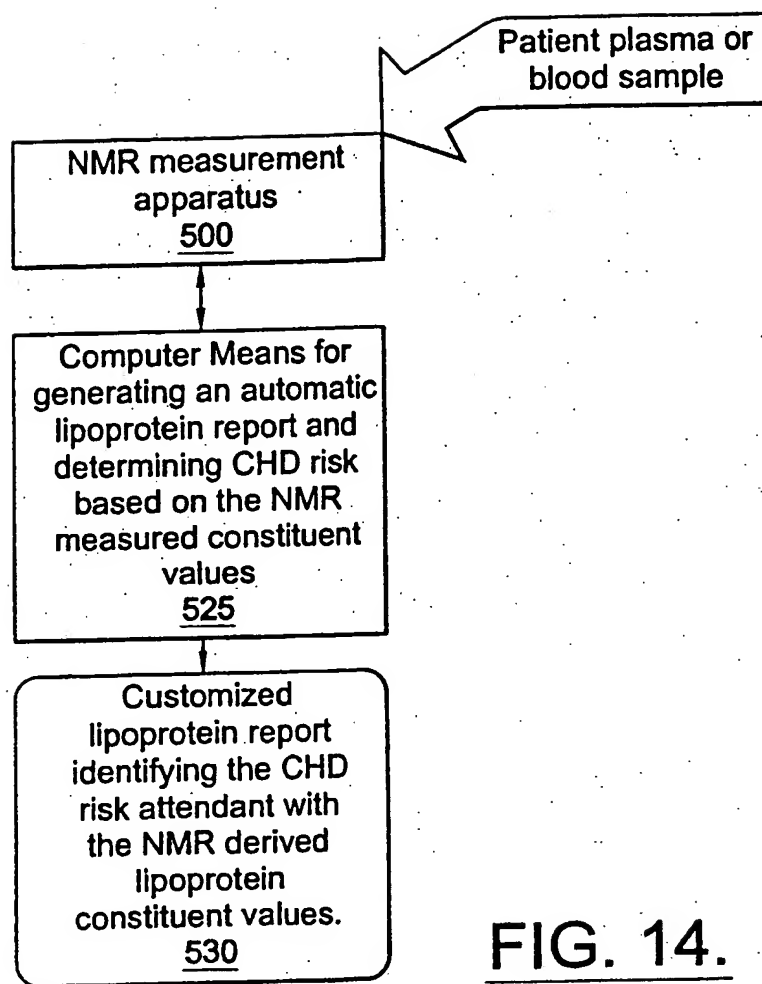 Patient plasma or
blood sample
NMR measurement
apparatus
500
Computer Means for
generating an automatic
lipoprotein report and
determining CHD risk
based on the NMR
measured constituent
values
525
Customized
lipoprotein report
identifying the CHD
risk attendant with
the NMR derived
lipoprotein
constituent values.
530
FIG. 14.